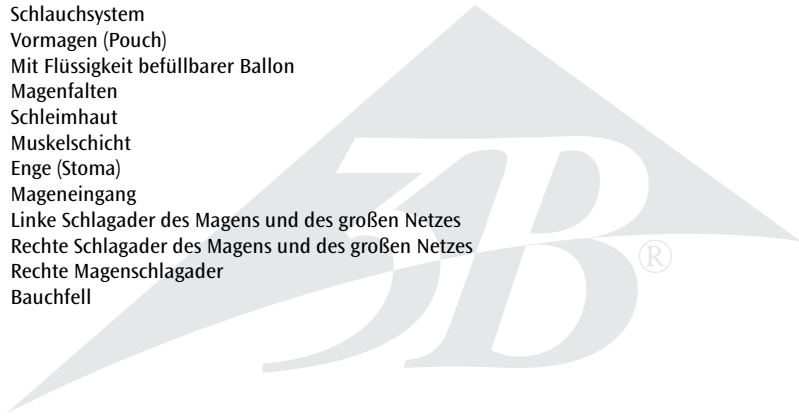 Schlauchsystem
Vormagen (Pouch)
Mit Flüssigkeit befüllbarer Ballon
Magenfalten
Schleimhaut
Muskelschicht
Enge (Stoma)
Mageneingang
Linke Schlagader des Magens und des großen Netzes
Rechte Schlagader des Magens und des großen Netzes
Rechte Magenschlagader
Bauchfell
3B®